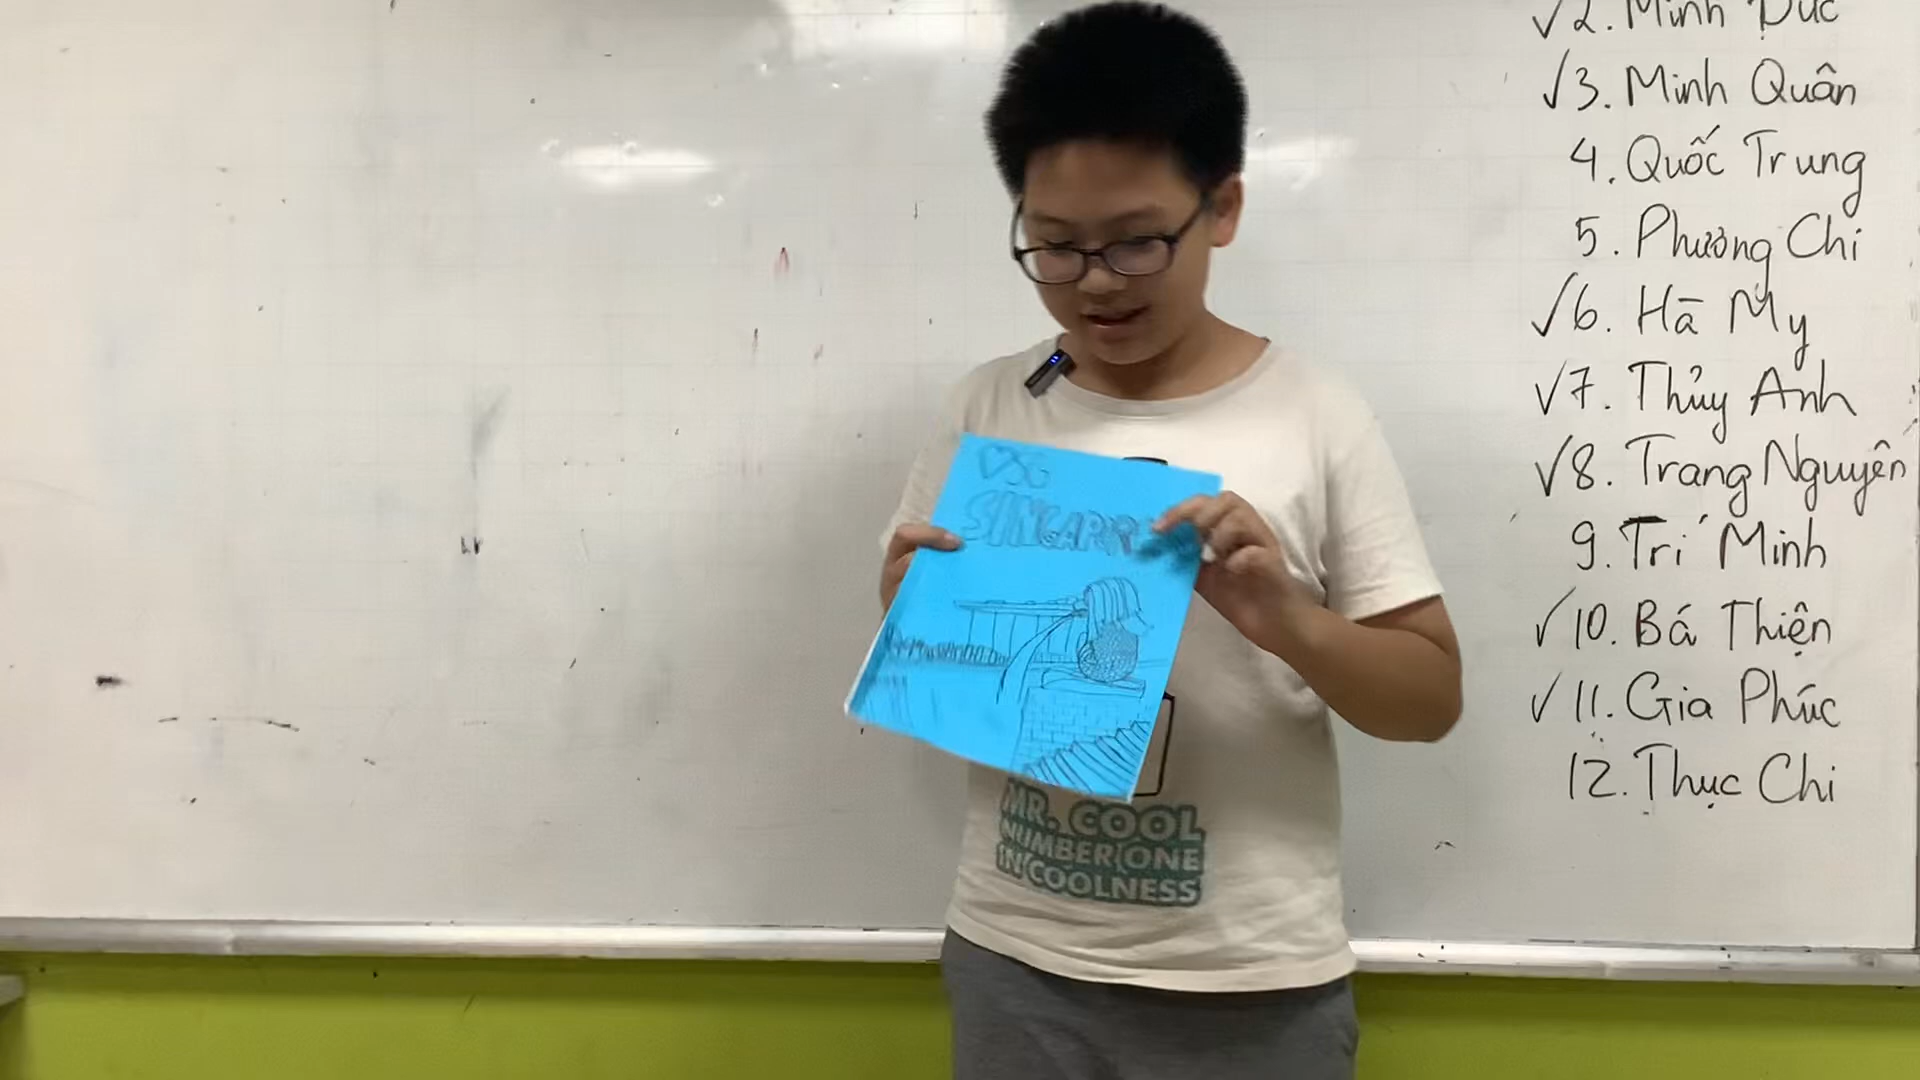 √2. Minh Đức
√3. Minh Quân
4. Quốc Trung
5. Phương Chi
√6. Hà My
√7. Thủy Anh
√8. Trang Nguyên
9. Trí Minh
√10. Bá Thiện
√11. Gia Phúc
12. Thục Chi
♡SG
SINGAPORE
MR. COOL
NUMBER ONE
IN COOLNESS